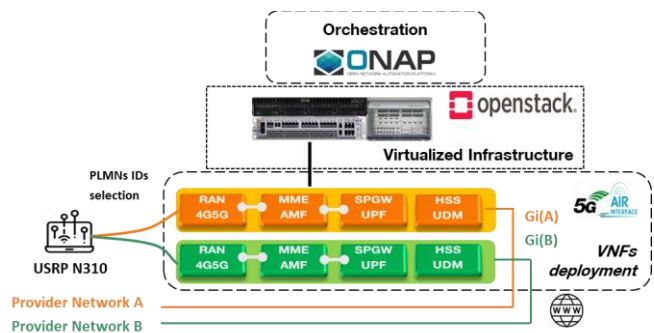 Orchestration
ONAP
OPEN NETWORK AUTOMATION PLATFORM
openstack.
Virtualized Infrastructure
PLMNs IDs
selection
RAN
4G5G
MME
AMF
SPGW
UPF
HSS
UDM
Gi(A)
5G AIR
INTERFACE
USRP N310
RAN
4G5G
MME
AMF
SPGW
UPF
HSS
UDM
Gi(B)
VNFs
deployment
Provider Network A
WWW
Provider Network B